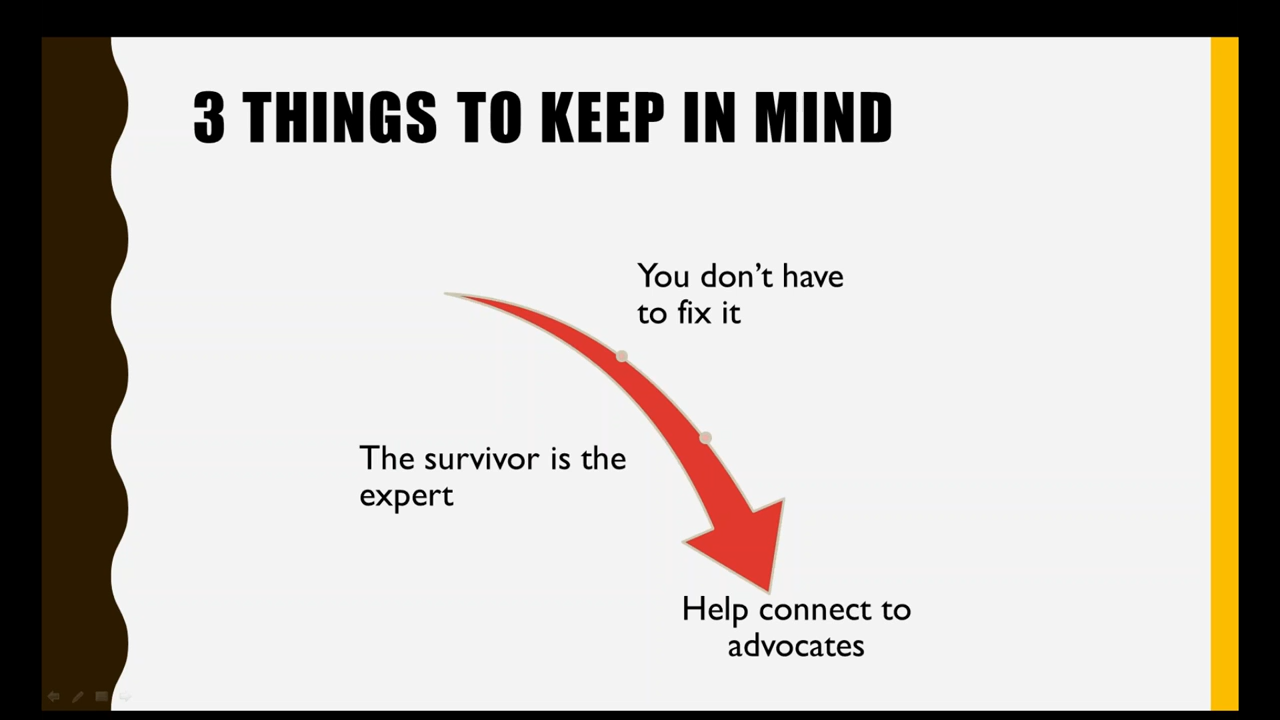 3 THINGS TO KEEP IN MIND
You don’t have
to fix it
The survivor is the
expert
Help connect to
advocates